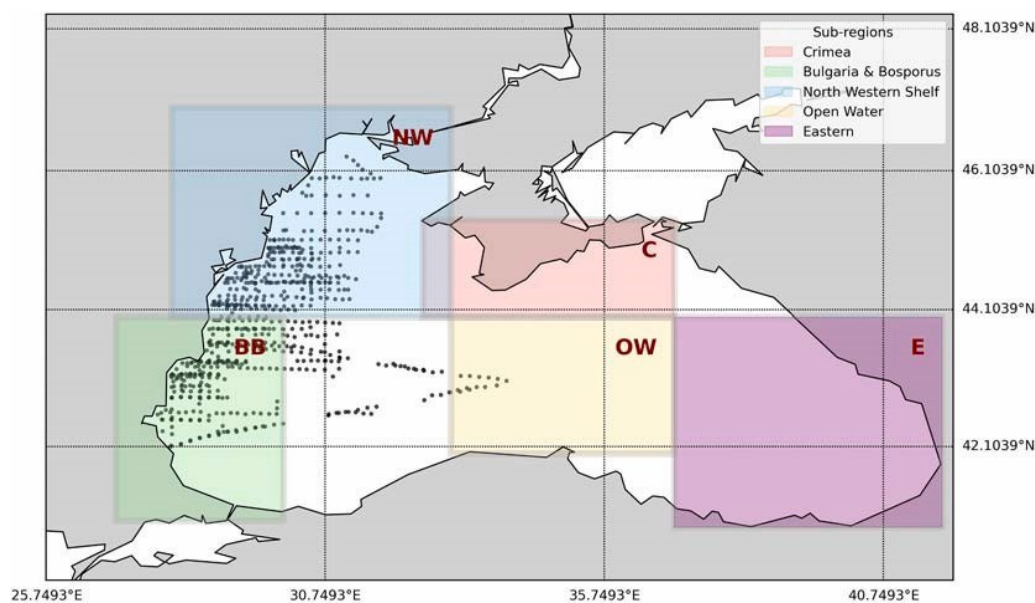 48.1039°N
Sub-regions
Crimea
Bulgaria & Bosporus
North Western Shelf
Open Water
Eastern
NW
46.1039°N
C
44.1039°N
BB
OW
E
42.1039°N
25.7493°E
30.7493°E
35.7493°E
40.7493°E